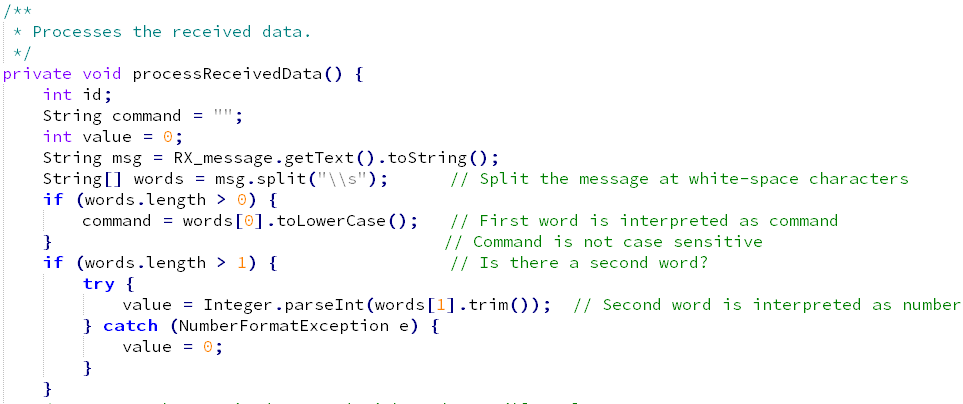 /**
 * Processes the received data.
 */
private void processReceivedData() {
    int id;
    String command = "";
    int value = 0;
    String msg = RX_message.getText().toString();
    String[] words = msg.split("\\s");      // Split the message at white-space characters
    if (words.length > 0) {
        command = words[0].toLowerCase();   // First word is interpreted as command
    }                                       // Command is not case sensitive
    if (words.length > 1) {                 // Is there a second word?
        try {
            value = Integer.parseInt(words[1].trim());  // Second word is interpreted as number
        } catch (NumberFormatException e) {
            value = 0;
        }
    }